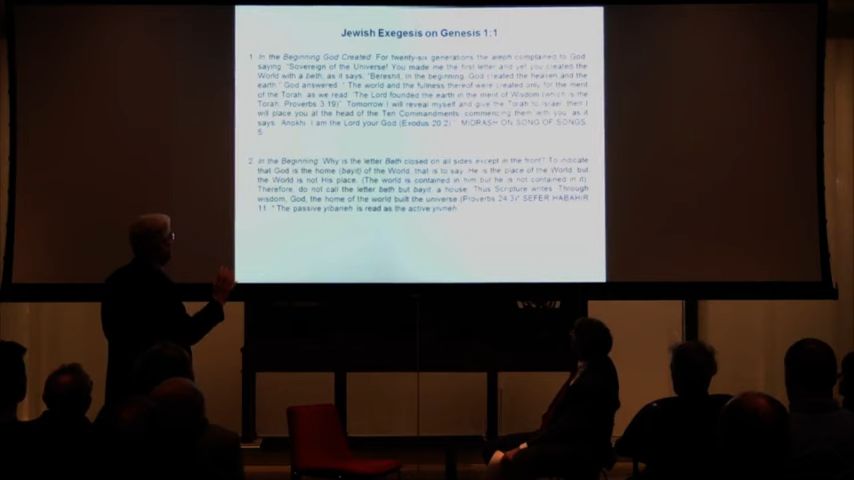 Jewish Exegesis on Genesis 1:1
1 In the Beginning God Created: For twenty-six generations the complained to God,
saying: "Sovereign of the Universe! You made me the first letter and yet you created the
World with a beth, as it says: "Bereshit, in the beginning, God created the heaven and the
earth." God answered: "The world and the fullness thereof were created only for the merit
of the Torah, as we read: 'The Lord founded the earth in the merit of Wisdom (which is the
Torah, Proverbs 3:19)". Tomorrow I will reveal myself and give the Torah to Israel then I
will place you at the head of the Ten Commandments, commencing them with you, as it
says: Anokhi, I am the Lord your God (Exodus 20:2)" MIDRASH ON SONG OF SONGS,
5
2 In the Beginning: Why is the letter Beth closed on all sides except in the front? To indicate
that God is the home (bayit) of the World, that is to say: He is the place of the World, but
the World is not His place. (The world is contained in him but he is not contained in it)
Therefore, do not call the letter beth but bayit, a house. Thus Scripture writes: Through
wisdom, God, the home of the world built the universe (Proverbs 24:3)* SEFER HABAHIR
11 * The passive yibaneh is read as the active yivneh